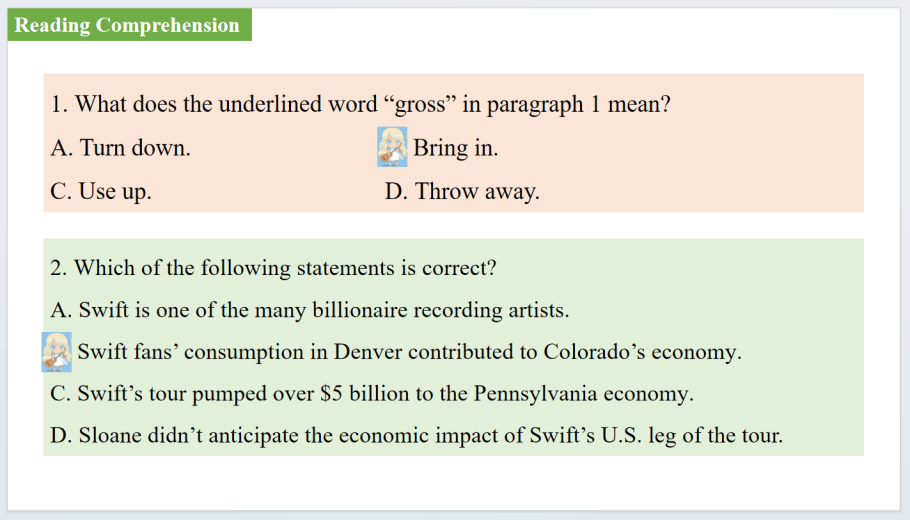 Reading Comprehension
1. What does the underlined word “gross” in paragraph 1 mean?
A. Turn down. Bring in.
C. Use up. D. Throw away.
2. Which of the following statements is correct?
A. Swift is one of the many billionaire recording artists.
Swift fans’ consumption in Denver contributed to Colorado’s economy.
C. Swift’s tour pumped over $5 billion to the Pennsylvania economy.
D. Sloane didn’t anticipate the economic impact of Swift’s U.S. leg of the tour.